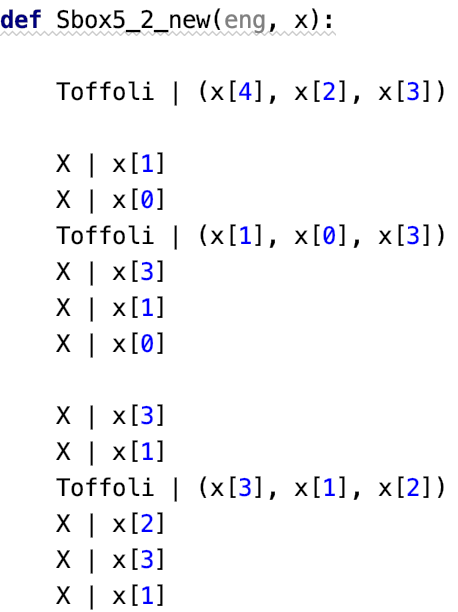 def Sbox5_2_new(eng, x):
Toffoli | (x[4], x[2], x[3])
X | x[1]
X | x[0]
Toffoli | (x[1], x[0], x[3])
X | x[3]
X | x[1]
X | x[0]
X | x[3]
X | x[1]
Toffoli | (x[3], x[1], x[2])
X | x[2]
X | x[3]
X | x[1]